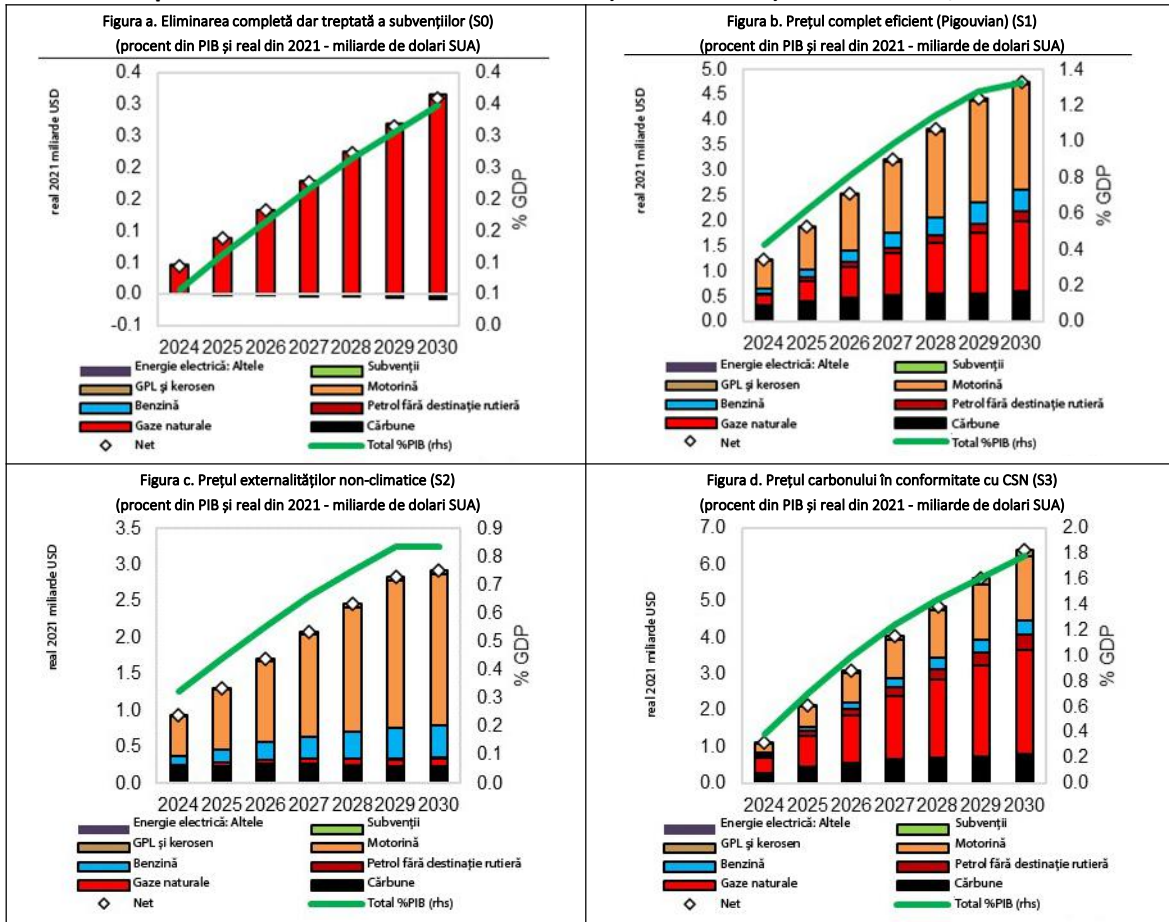 Figura a. Eliminarea completă dar treptată a subvențiilor (S0)
(procent din PIB și real din 2021 - miliarde de dolari SUA)
real 2021 miliarde USD
0.4
0.3
0.3
0.2
0.2
0.1
0.1
0.0
-0.1
0.4
0.4
0.3
0.3
0.2
0.2
0.1
0.1
0.0
% GDP
2024 2025 2026 2027 2028 2029 2030
Energie electrică: Altele
Subvenții
GPL și kerosen
Motorină
Benzină
Petrol fără destinație rutieră
Gaze naturale
Cărbune
Net
Total %PIB (rhs)
Figura b. Prețul complet eficient (Pigouvian) (S1)
(procent din PIB și real din 2021 - miliarde de dolari SUA)
real 2021 miliarde USD
5.0
4.5
4.0
3.5
3.0
2.5
2.0
1.5
1.0
0.5
0.0
1.4
1.2
1.0
0.8
0.6
0.4
0.2
0.0
% GDP
2024 2025 2026 2027 2028 2029 2030
Energie electrică: Altele
Subvenții
GPL și kerosen
Motorină
Benzină
Petrol fără destinație rutieră
Gaze naturale
Cărbune
Net
Total %PIB (rhs)
Figura c. Prețul externalităților non-climatice (S2)
(procent din PIB și real din 2021 - miliarde de dolari SUA)
real 2021 miliarde USD
3.5
3.0
2.5
2.0
1.5
1.0
0.5
0.0
0.9
0.8
0.7
0.6
0.5
0.4
0.3
0.2
0.1
0.0
% GDP
2024 2025 2026 2027 2028 2029 2030
Energie electrică: Altele
Subvenții
GPL și kerosen
Motorină
Benzină
Petrol fără destinație rutieră
Gaze naturale
Cărbune
Net
Total %PIB (rhs)
Figura d. Prețul carbonului în conformitate cu CSN (S3)
(procent din PIB și real din 2021 - miliarde de dolari SUA)
real 2021 miliarde USD
7.0
6.0
5.0
4.0
3.0
2.0
1.0
0.0
2.0
1.8
1.6
1.4
1.2
1.0
0.8
0.6
0.4
0.2
0.0
% GDP
2024 2025 2026 2027 2028 2029 2030
Energie electrică: Altele
Subvenții
GPL și kerosen
Motorină
Benzină
Petrol fără destinație rutieră
Gaze naturale
Cărbune
Net
Total %PIB (rhs)